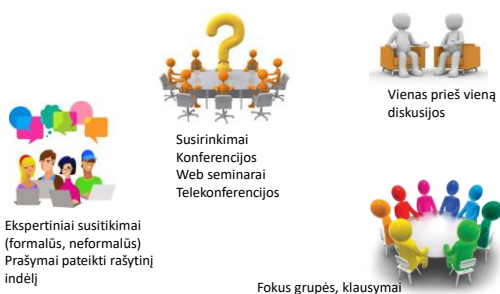 Vienas prieš vieną
diskusijos
Susirinkimai
Konferencijos
Web seminarai
Telekonferencijos
Ekspertiniai susitikimai
(formalūs, neformalūs)
Prašymai pateikti rašytinį
indėlį
Fokus grupės, klausymai